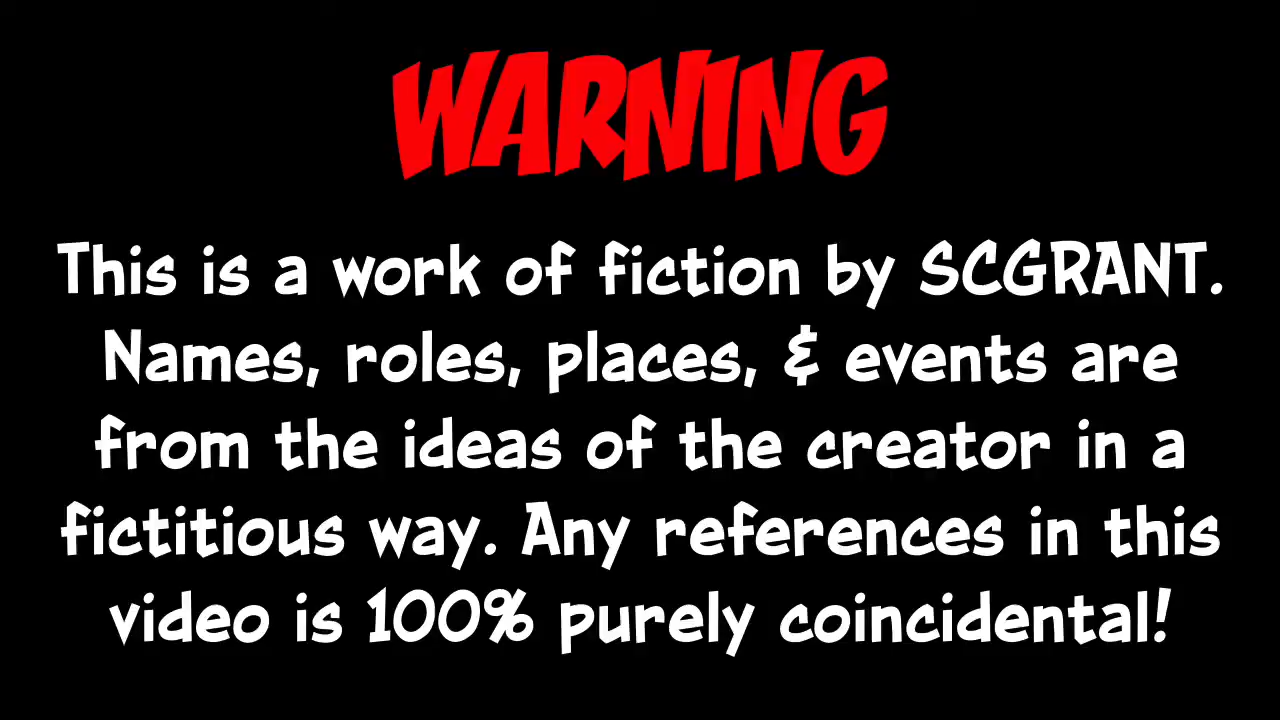 WARNING
This is a work of fiction by SCGRANT.
Names, roles, places, & events are
from the ideas of the creator in a
fictitious way. Any references in this
video is 100% purely coincidental!